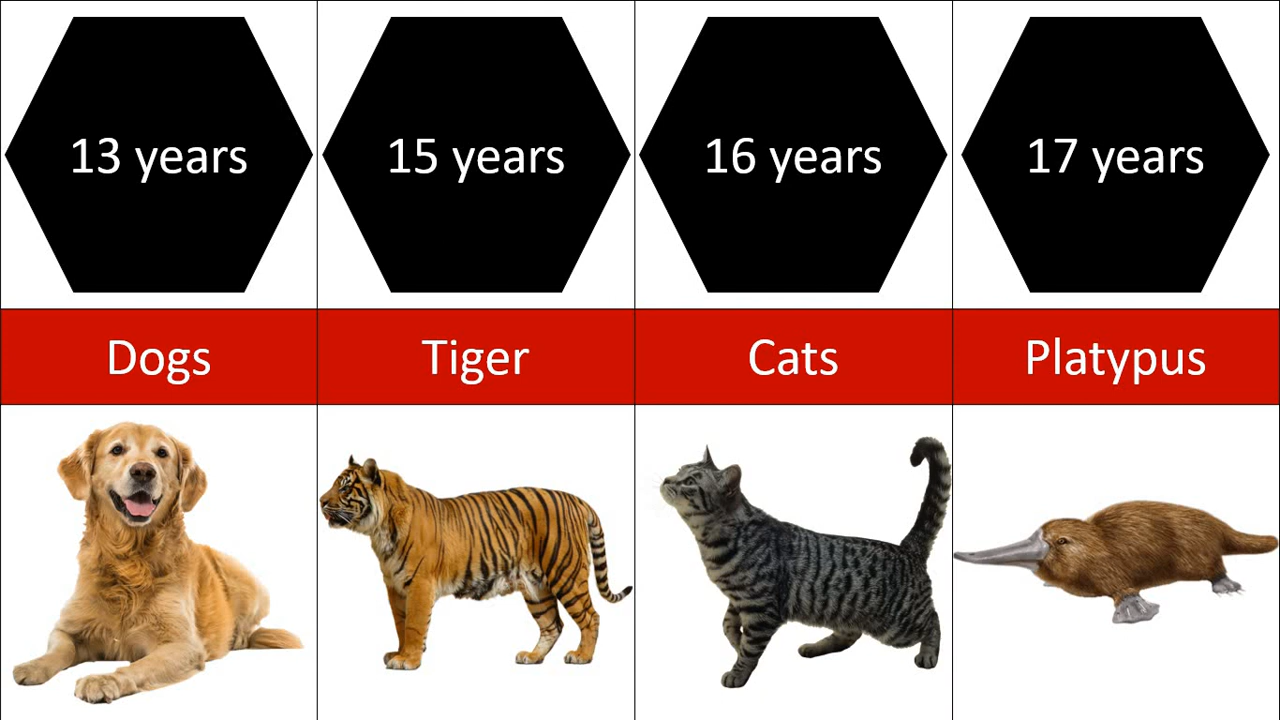 13 years
15 years
16 years
17 years
Dogs
Tiger
Cats
Platypus